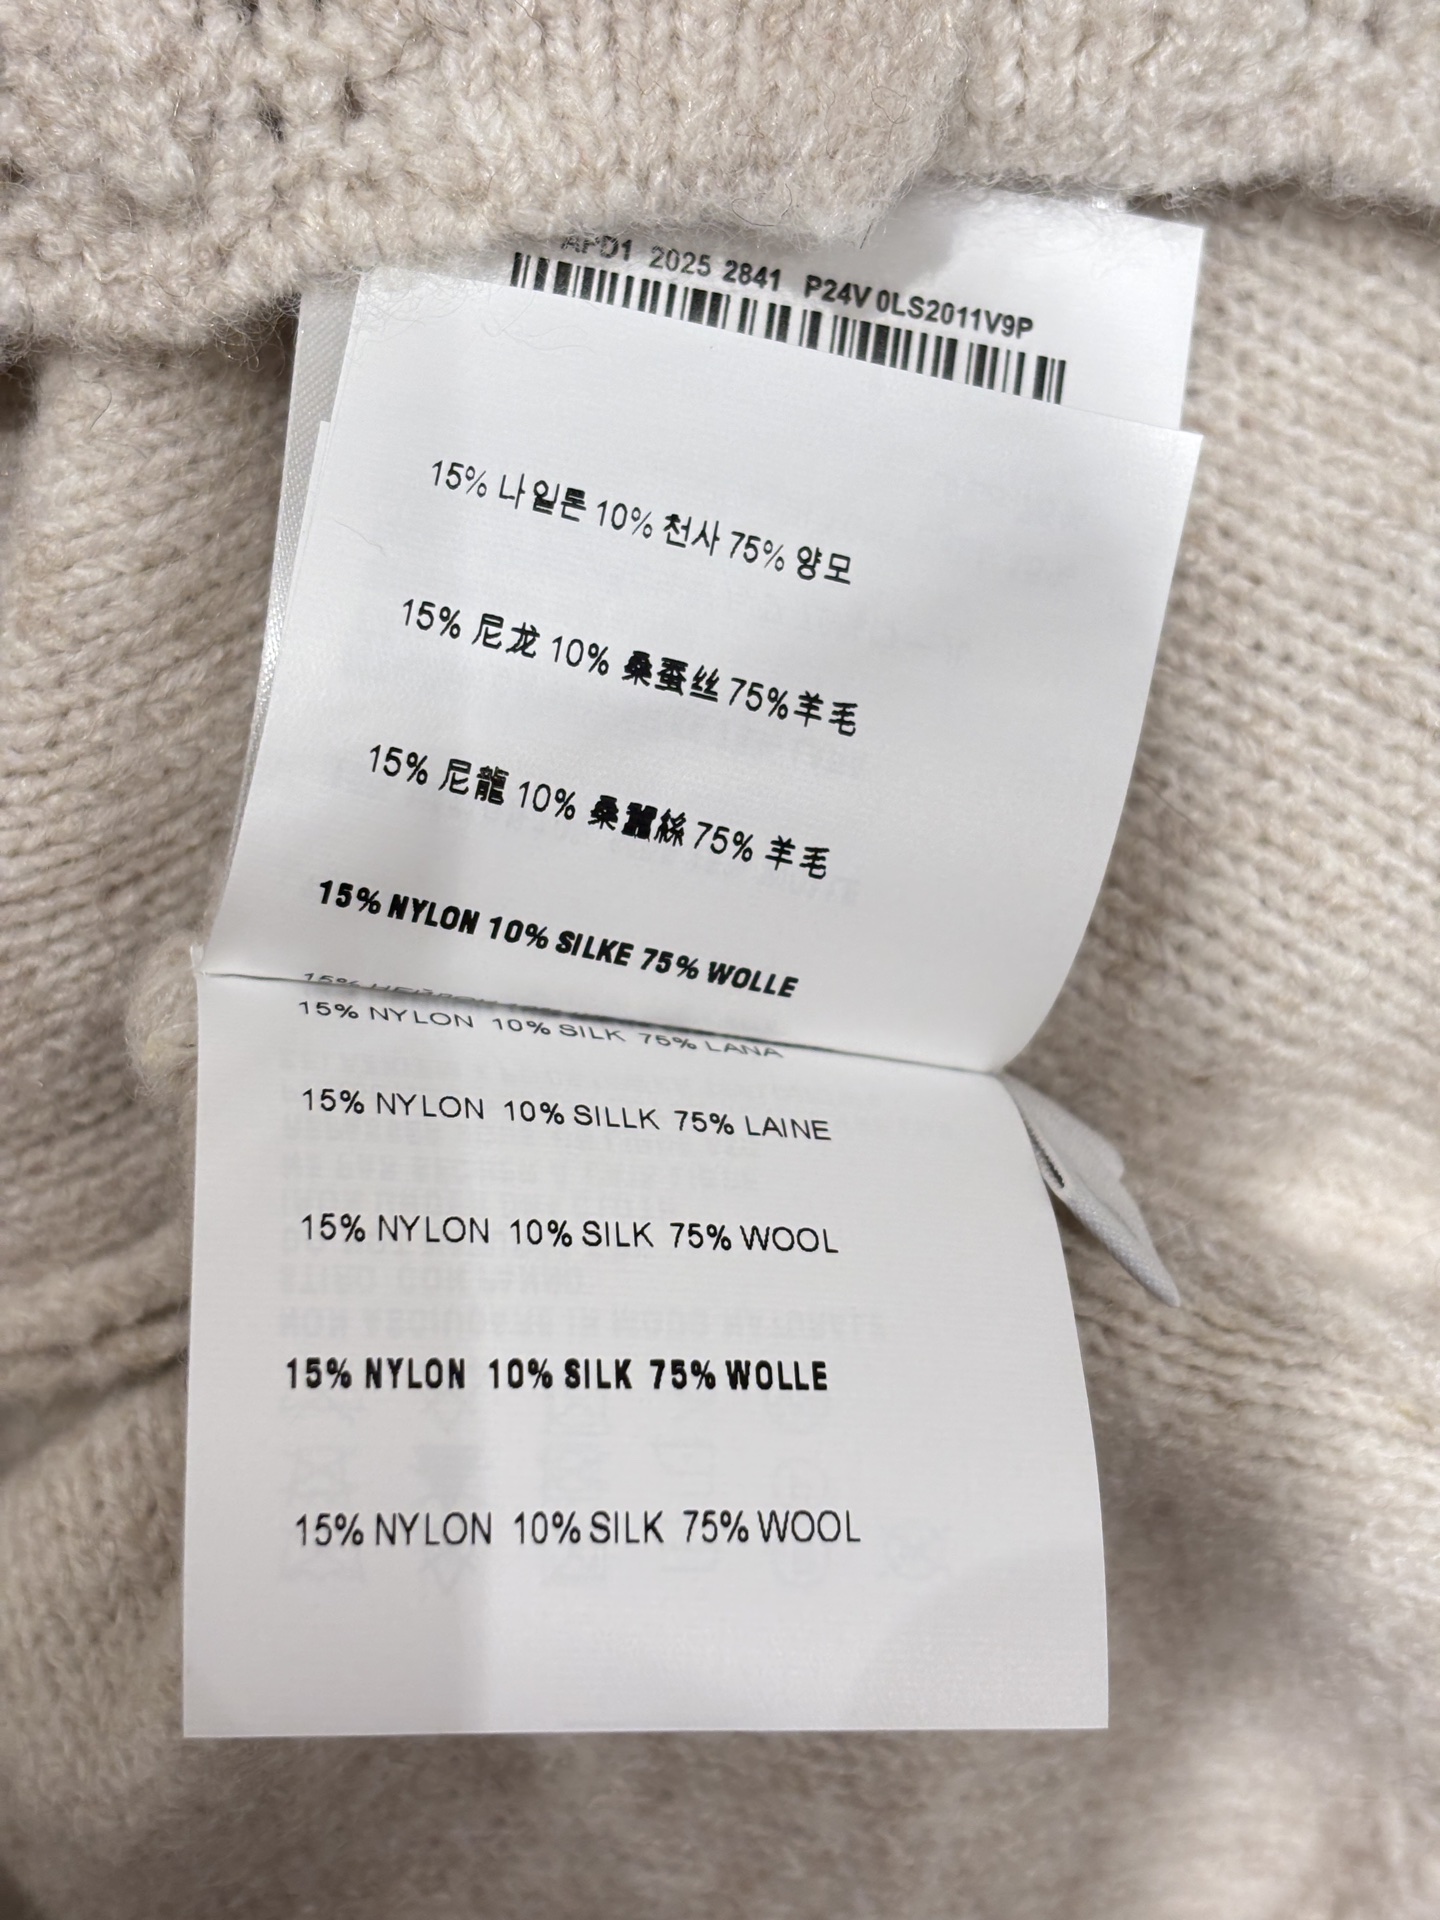 2025 2841 P24V 0LS2011V9P
15% 나일론 10% 천사 75% 양모
15% 尼龙 10% 桑蚕丝 75% 羊毛
15% 尼龍 10% 桑蠶絲 75% 羊毛
15% NYLON 10% SILKE 75% WOLLE
15%
15% NYLON 10% SILK 75% LANA
15% NYLON 10% SILLK 75% LAINE
15% NYLON 10% SILK 75% WOOL
15% NYLON 10% SILK 75% WOLLE
15% NYLON 10% SILK 75% WOOL